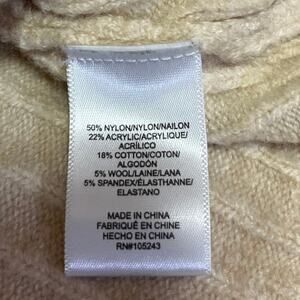 50% NYLON/NYLON/NAILON
22% ACRYLIC/ACRYLIQUE/
ACRÍLICO
18% COTTON/COTON/
ALGODÓN
5% WOOL/LAINE/LANA
5% SPANDEX/ÉLASTHANNE/
ELASTANO
MADE IN CHINA
FABRIQUÉ EN CHINE
HECHO EN CHINA
RN#105243